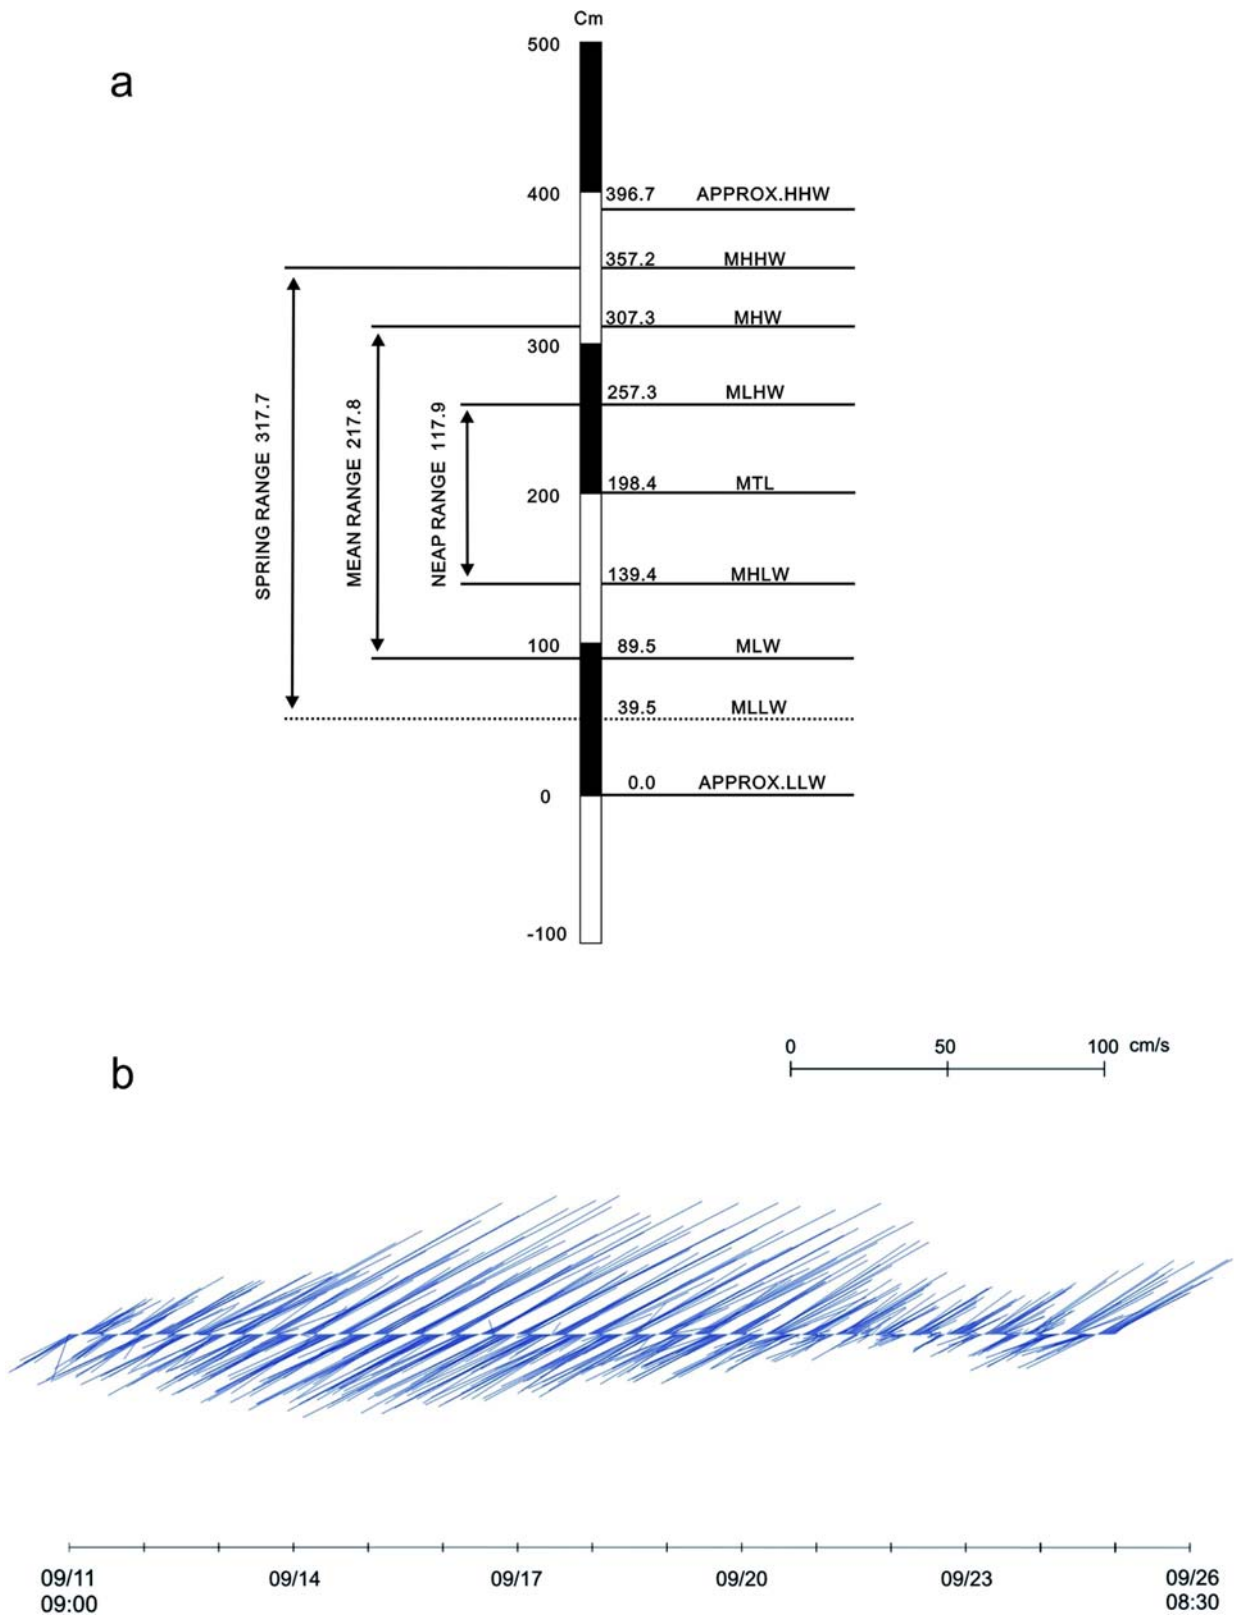 Cm
a
500
400
396.7 APPROX.HHW
357.2 MHHW
307.3 MHW
300
257.3 MLHW
SPRING RANGE 317.7
MEAN RANGE 217.8
NEAP RANGE 117.9
198.4 MTL
200
139.4 MHLW
100
89.5 MLW
39.5 MLLW
0.0 APPROX.LLW
0
-100
b
0 50 100 cm/s
09/11 09/14 09/17 09/20 09/23 09/26
09:00 08:30